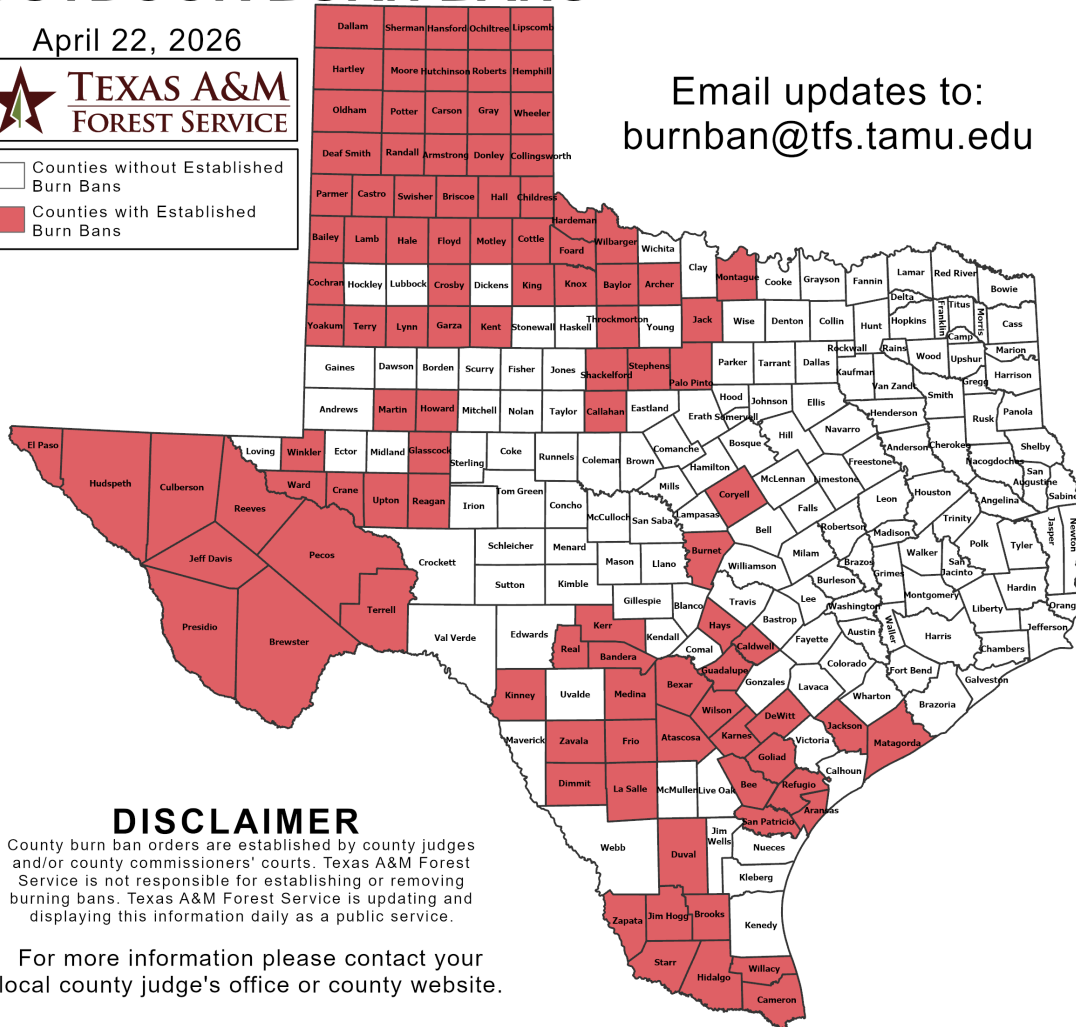 April 22, 2026
TEXAS A&M
FOREST SERVICE
Counties without Established
Burn Bans
Counties with Established
Burn Bans
Email updates to:
burnban@tfs.tamu.edu
Dallam Sherman Hansford Ochiltree Lipscomb
Hartley Moore Hutchinson Roberts Hemphill
Oldham Potter Carson Gray Wheeler
Deaf Smith Randall Armstrong Donley Collingsworth
Parmer Castro Swisher Briscoe Hall Childress
Hardeman
Bailey Lamb Hale Floyd Motley Cottle Foard Wilbarger Wichita
Clay Montague Cooke Grayson Fannin Lamar Red River Bowie
Cochran Hockley Lubbock Crosby Dickens King Knox Baylor Archer
Delta Titus Franklin Morris Hopkins Cass Camp
Yoakum Terry Lynn Garza Kent Stonewall Haskell Throckmorton Young Jack Wise Denton Collin Hunt
Rockwall Rains Wood Upshur Marion
Gaines Dawson Borden Scurry Fisher Jones Shackelford Stephens Palo Pinto Parker Tarrant Dallas Kaufman Van Zandt Gregg Harrison
Andrews Martin Howard Mitchell Nolan Taylor Callahan Eastland Erath Hood Somervell Johnson Ellis Henderson Smith Rusk Panola
El Paso Loving Winkler Ector Midland Glasscock Sterling Coke Runnels Coleman Brown Comanche Bosque Hill Navarro Anderson Cherokee Shelby
Hamilton Freestone Nacogdoches San
Augustine
Sabine
Hudspeth Culberson Reeves Ward Crane Upton Reagan Irion Tom Green Concho Mills Coryell McLennan Limestone Leon Houston Angelina
McCulloch San Saba Lampasas Falls Robertson Madison Trinity Jasper Newton
Jeff Davis Pecos Crockett Schleicher Menard Mason Llano Burnet Bell Milam Brazos Grimes Walker San
Jacinto
Polk Tyler
Presidio Brewster Terrell Sutton Kimble Williamson Burleson Montgomery Liberty Hardin
Gillespie Blanco Travis Lee Washington Orang
Val Verde Edwards Kerr Kendall Hays Bastrop Fayette Austin Waller Harris Jefferson
Real Bandera Comal Caldwell Colorado Chambers
Kinney Uvalde Medina Bexar Guadalupe Gonzales Lavaca Wharton Fort Bend Galveston
Wilson DeWitt Jackson Brazoria
Maverick Zavala Frio Atascosa Karnes Victoria Matagorda
Goliad Calhoun
Dimmit La Salle McMullen Live Oak Bee Refugio
Aransas
San Patricio
Webb Duval Jim
Wells
Nueces
Kleberg
Zapata Jim Hogg Brooks Kenedy
Starr Hidalgo Willacy
Cameron
DISCLAIMER
County burn ban orders are established by county judges
and/or county commissioners' courts. Texas A&M Forest
Service is not responsible for establishing or removing
burning bans. Texas A&M Forest Service is updating and
displaying this information daily as a public service.
For more information please contact your
local county judge's office or county website.